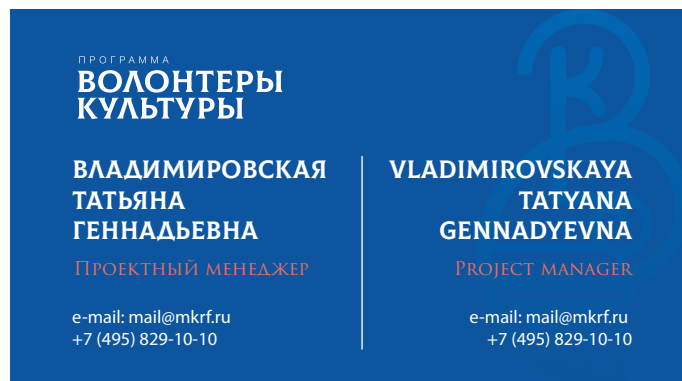 ПРОГРАММА
ВОЛОНТЕРЫ
КУЛЬТУРЫ
ВЛАДИМИРОВСКАЯ
ТАТЬЯНА
ГЕННАДЬЕВНА
Проектный менеджер
e-mail: mail@mkrf.ru
+7 (495) 829-10-10
VLADIMIROVSKAYA
TATYANA
GENNADYEVNA
Project manager
e-mail: mail@mkrf.ru
+7 (495) 829-10-10